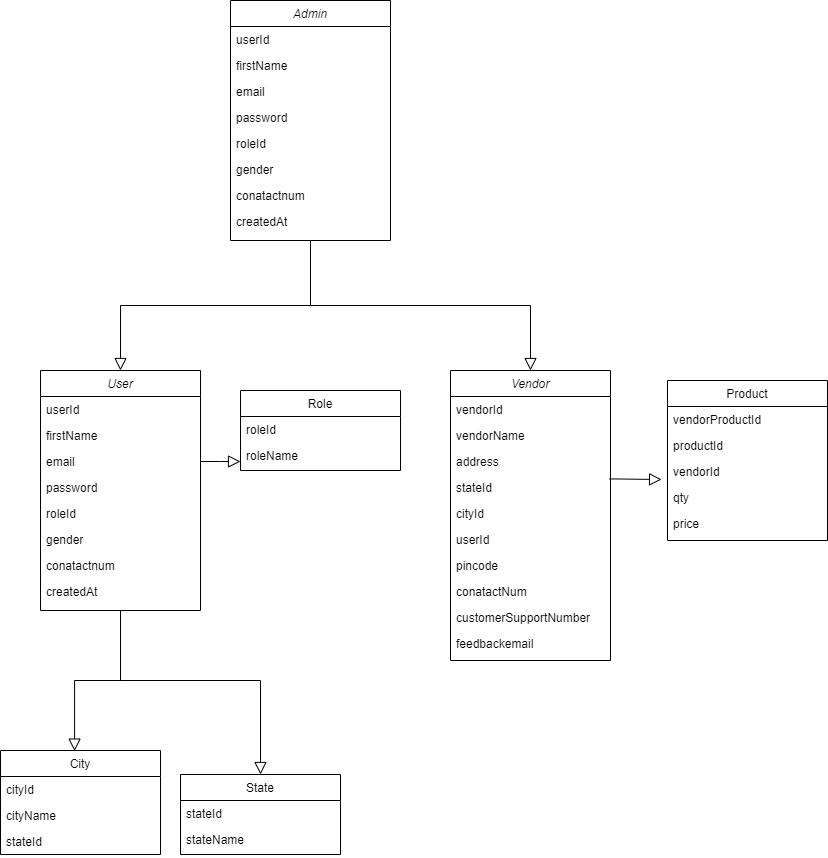 Admin
userId
firstName
email
password
roleId
gender
conatactnum
createdAt
User
userId
firstName
email
password
roleId
gender
conatactnum
createdAt
Role
roleId
roleName
Vendor
vendorId
vendorName
address
stateId
cityId
userId
pincode
conatactNum
customerSupportNumber
feedbackemail
Product
vendorProductId
productId
vendorId
qty
price
City
cityId
cityName
stateId
State
stateId
stateName